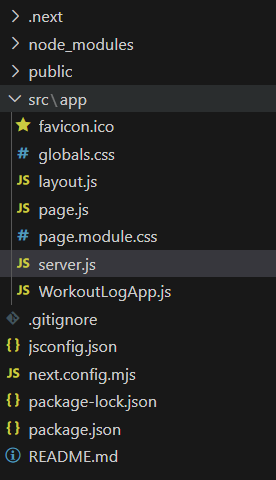 .next
node_modules
public
src\app
favicon.ico
# globals.css
JS layout.js
JS page.js
# page.module.css
JS server.js
JS WorkoutLogApp.js
.gitignore
{} jsconfig.json
JS next.config.mjs
{} package-lock.json
{} package.json
README.md